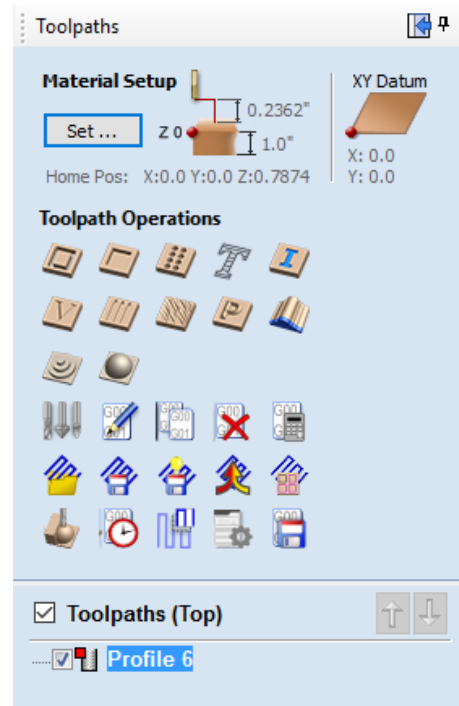 Toolpaths
Material Setup
XY Datum
0.2362"
Set ...
Z 0
1.0"
X: 0.0
Home Pos: X:0.0 Y:0.0 Z:0.7874
Y: 0.0
Toolpath Operations
Toolpaths (Top)
Profile 6